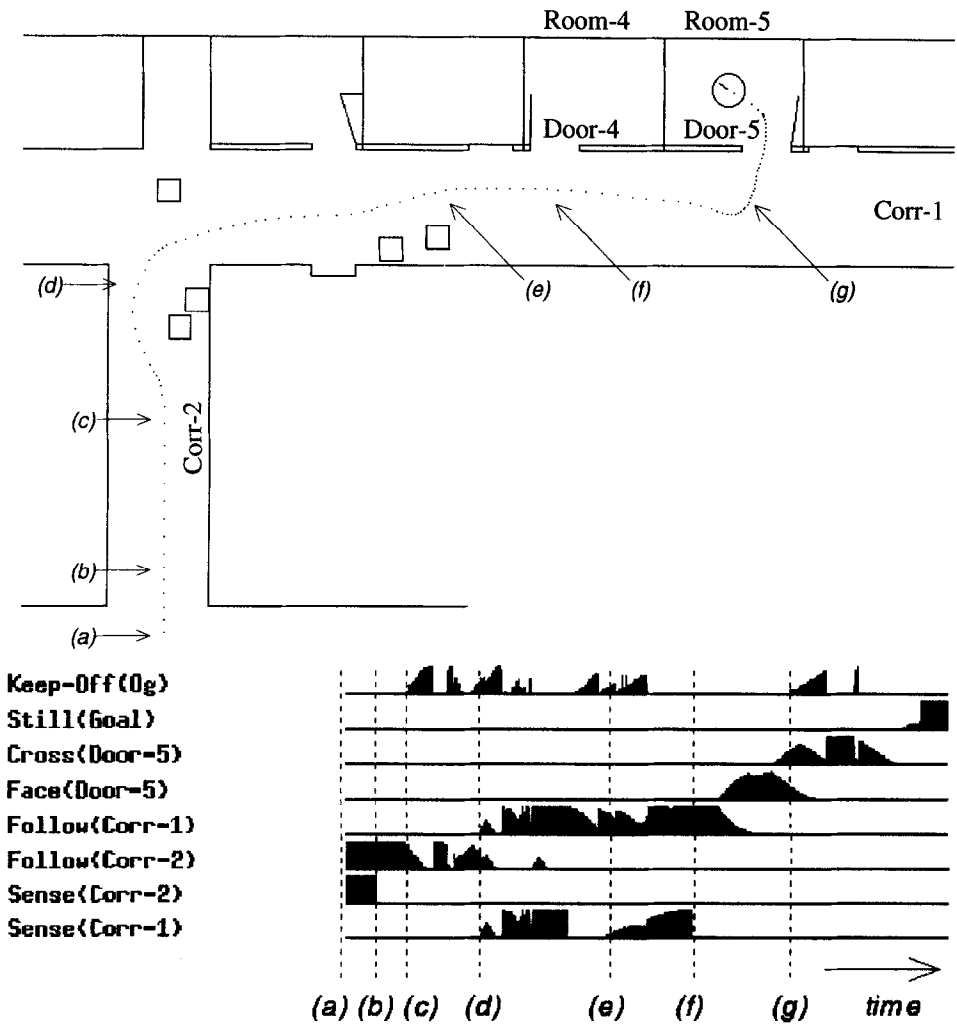 Room-4 Room-5
Door-4 Door-5
Corr-1
(d) (e) (f) (g)
(c)
Corr-2
(b)
(a)
Keep-Off(Og)
Still(Goal)
Cross(Door-5)
Face(Door-5)
Follow(Corr-1)
Follow(Corr-2)
Sense(Corr-2)
Sense(Corr-1)
(a) (b) (c) (d) (e) (f) (g) time